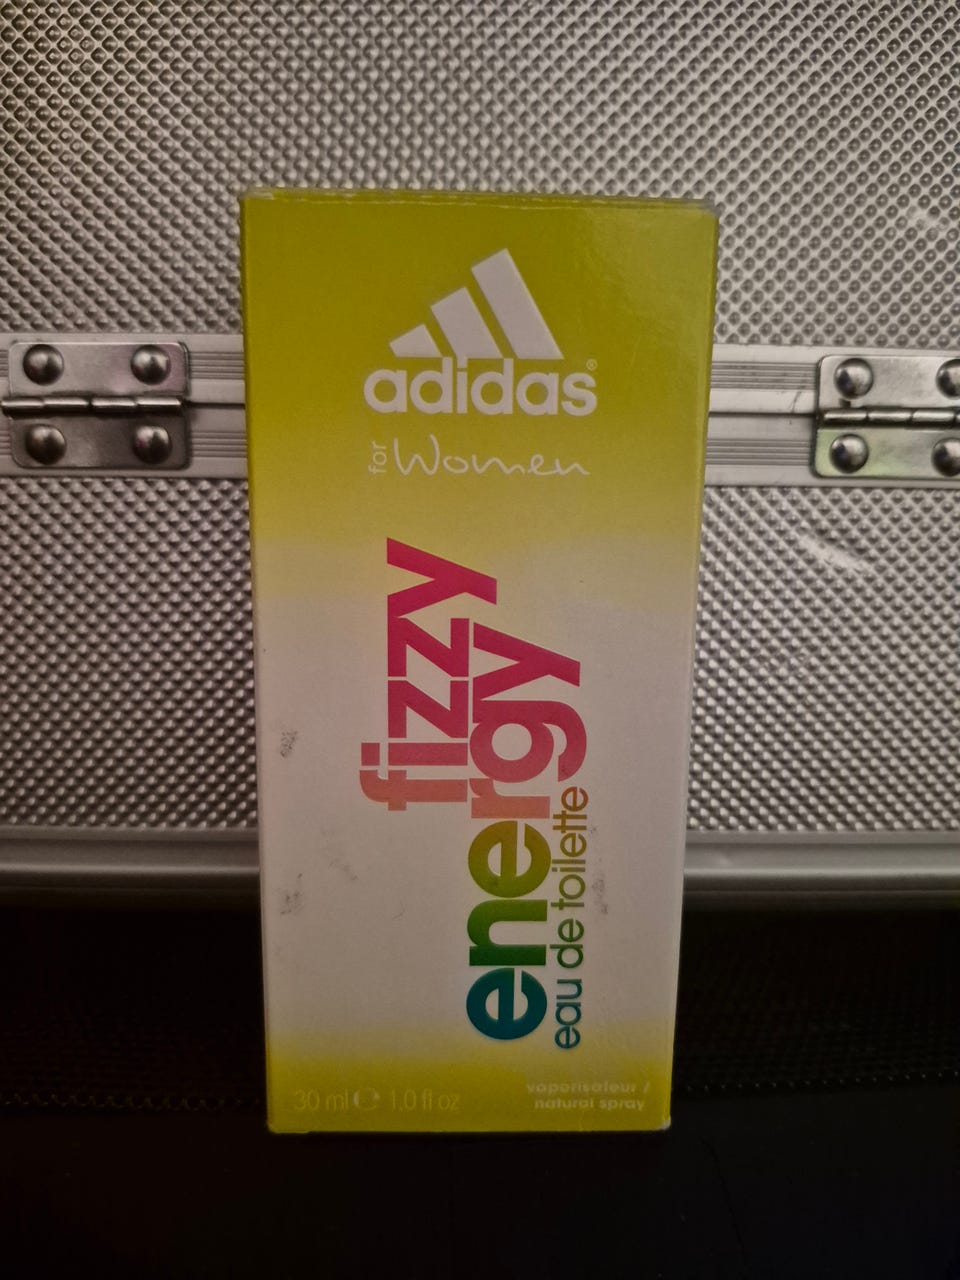 adidas®
for Women
fizzy
energy
eau de toilette
30 ml ℮ 1.0 fl oz
vaporisateur /
natural spray